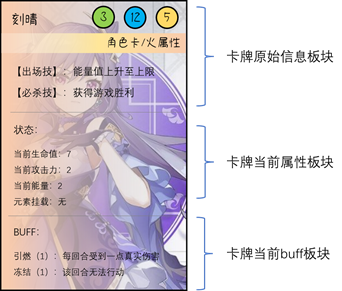 刻晴 3 12 5
角色卡/火属性
【出场技】：能量值上升至上限
【必杀技】：获得游戏胜利
卡牌原始信息板块
状态：
当前生命值：7
当前攻击力：2
当前能量：2
元素挂载：无
卡牌当前属性板块
BUFF:
引燃（1）：每回合受到一点真实伤害
冻结（1）：该回合无法行动
卡牌当前buff板块